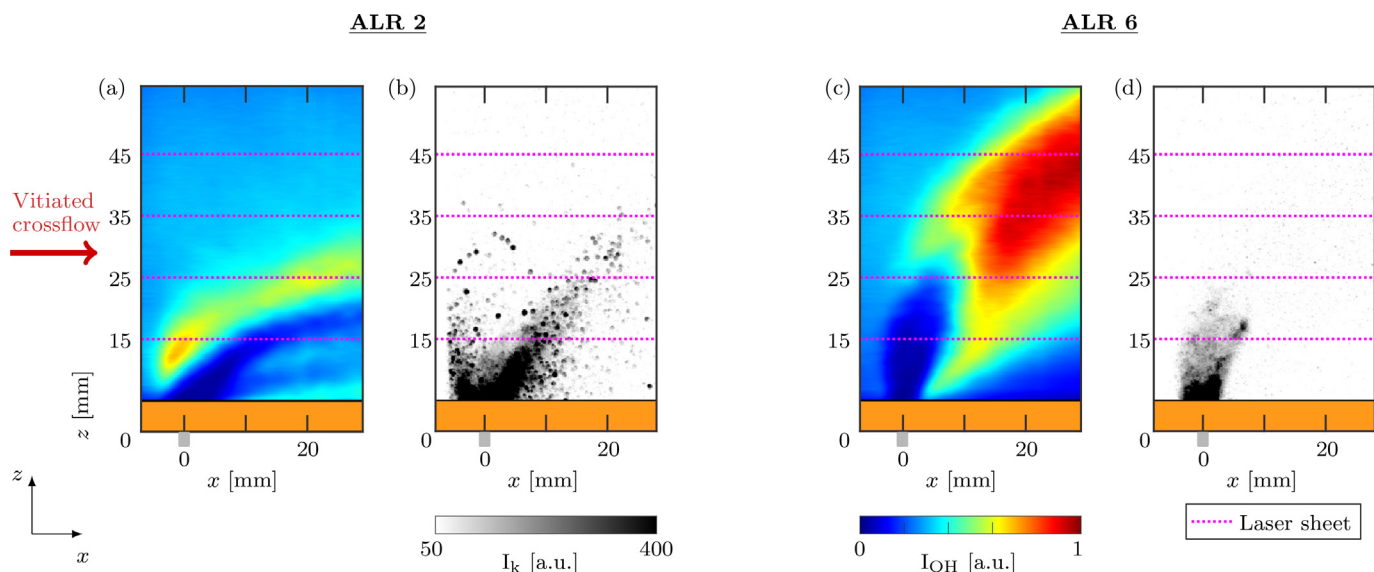 ALR 2
ALR 6
(a)
(b)
(c)
(d)
45 45 45 45
Vitiated
crossflow
35 35 35 35
25 25 25 25
15 15 15 15
z [mm]
0 0 0 0
0 20 0 20 0 20 0 20
x [mm] x [mm] x [mm] x [mm]
z
x
50 400
I_k [a.u.]
0 1
I_OH [a.u.]
Laser sheet